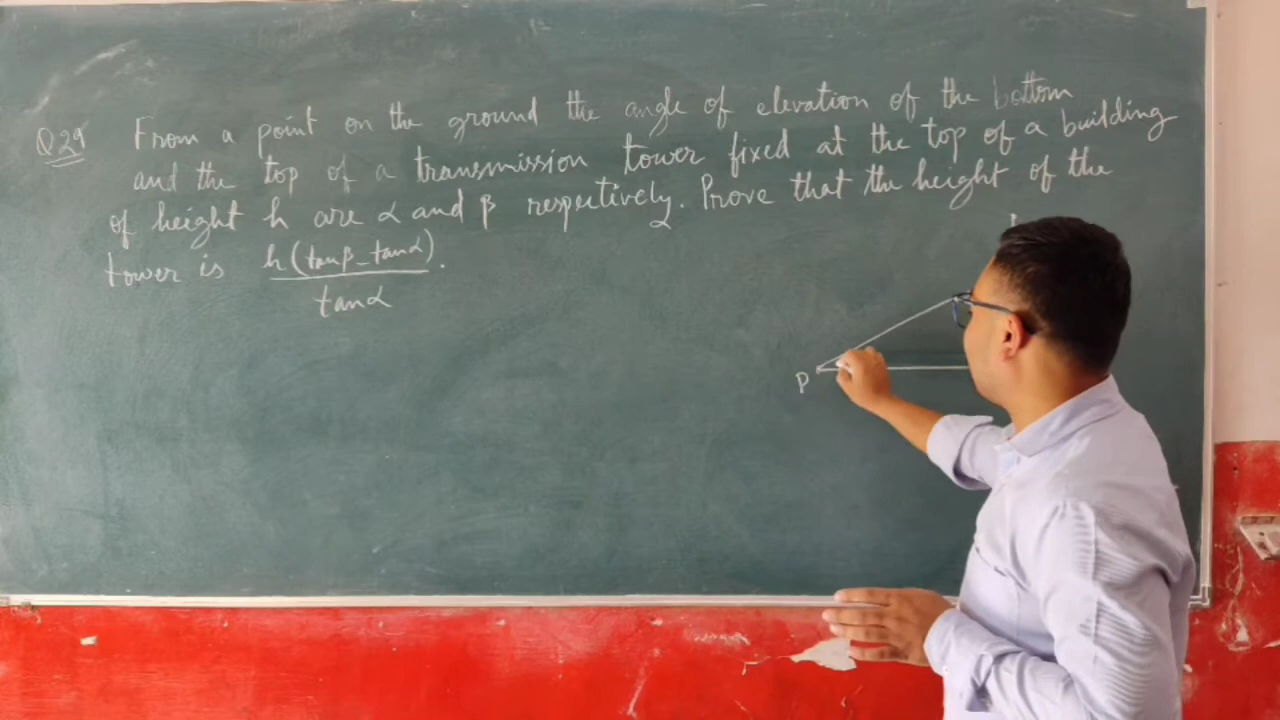 Q29 From a point on the ground the angle of elevation of the bottom
and the top of a transmission tower fixed at the top of a building
of height h are α and β respectively. Prove that the height of the
tower is h(tanβ-tanα)/tanα.
P